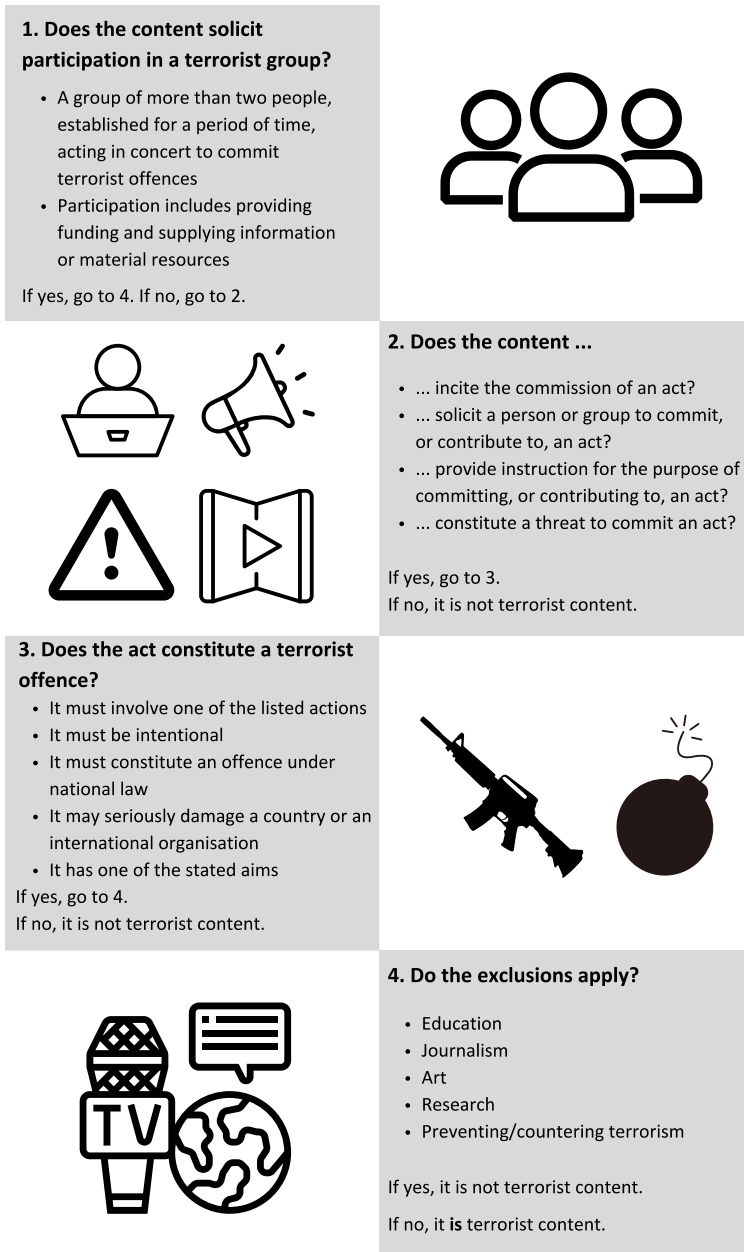 1. Does the content solicit
participation in a terrorist group?
• A group of more than two people,
established for a period of time,
acting in concert to commit
terrorist offences
• Participation includes providing
funding and supplying information
or material resources
If yes, go to 4. If no, go to 2.
2. Does the content ...
• ... incite the commission of an act?
• ... solicit a person or group to commit,
or contribute to, an act?
• ... provide instruction for the purpose of
committing, or contributing to, an act?
• ... constitute a threat to commit an act?
If yes, go to 3.
If no, it is not terrorist content.
3. Does the act constitute a terrorist
offence?
• It must involve one of the listed actions
• It must be intentional
• It must constitute an offence under
national law
• It may seriously damage a country or an
international organisation
• It has one of the stated aims
If yes, go to 4.
If no, it is not terrorist content.
TV
4. Do the exclusions apply?
• Education
• Journalism
• Art
• Research
• Preventing/countering terrorism
If yes, it is not terrorist content.
If no, it is terrorist content.